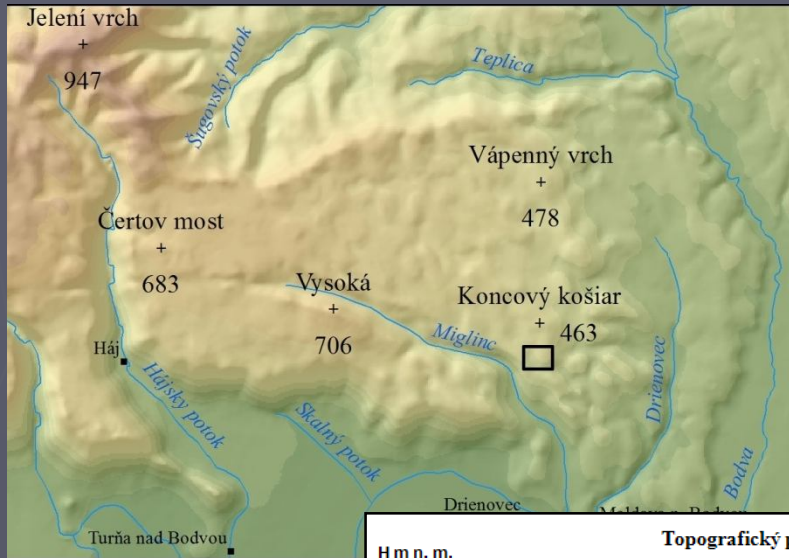 Jelení vrch
947
Šugovský potok
Teplica
Vápenný vrch
478
Čertov most
683
Vysoká
706
Koncový košiar
463
Miglinc
Háj
Hájsky potok
Skalný potok
Drienovec
Bodva
Drienovec
Turňa nad Bodvou
Topografický
H m n. m.